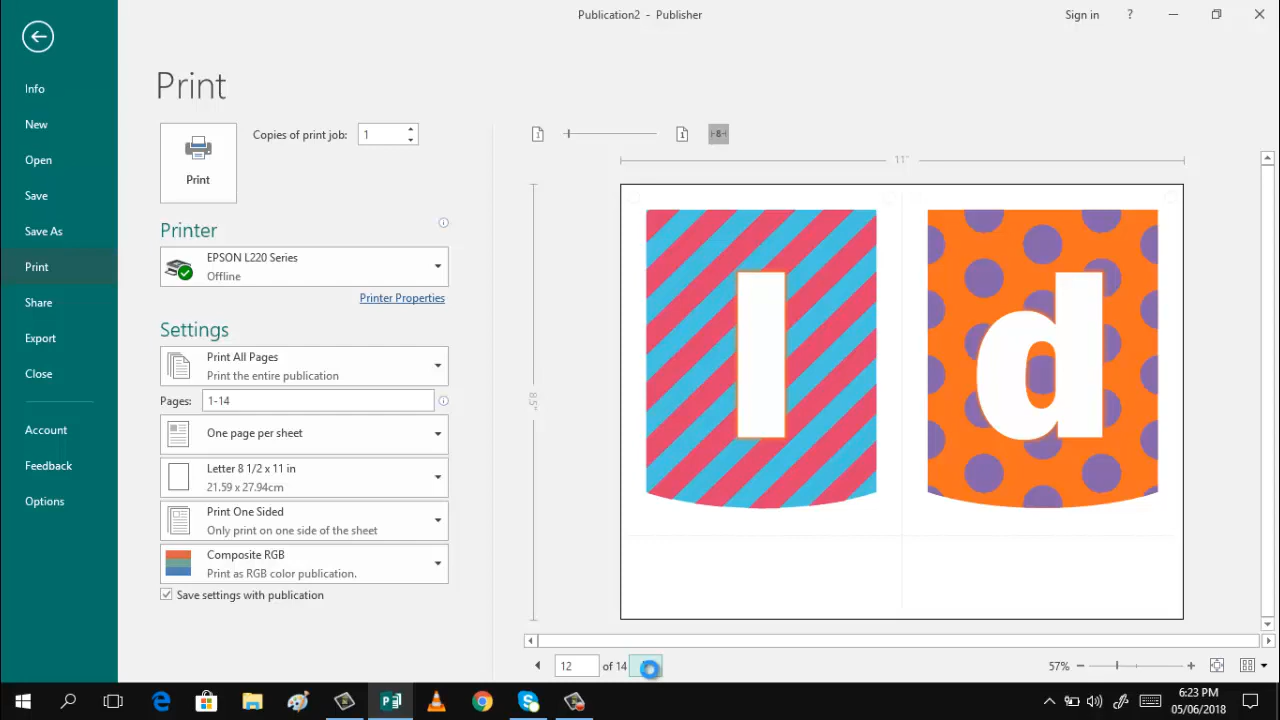 Publication2 - Publisher
Sign in ?
Info
New
Open
Save
Save As
Print
Share
Export
Close
Account
Feedback
Options
Print
Print
Copies of print job: 1
Printer
EPSON L220 Series
Offline
Printer Properties
Settings
Print All Pages
Print the entire publication
Pages: 1-14
One page per sheet
Letter 8 1/2 x 11 in
21.59 x 27.94cm
Print One Sided
Only print on one side of the sheet
Composite RGB
Print as RGB color publication.
Save settings with publication
11"
8.5"
l d
12 of 14
57%
6:23 PM
05/06/2018